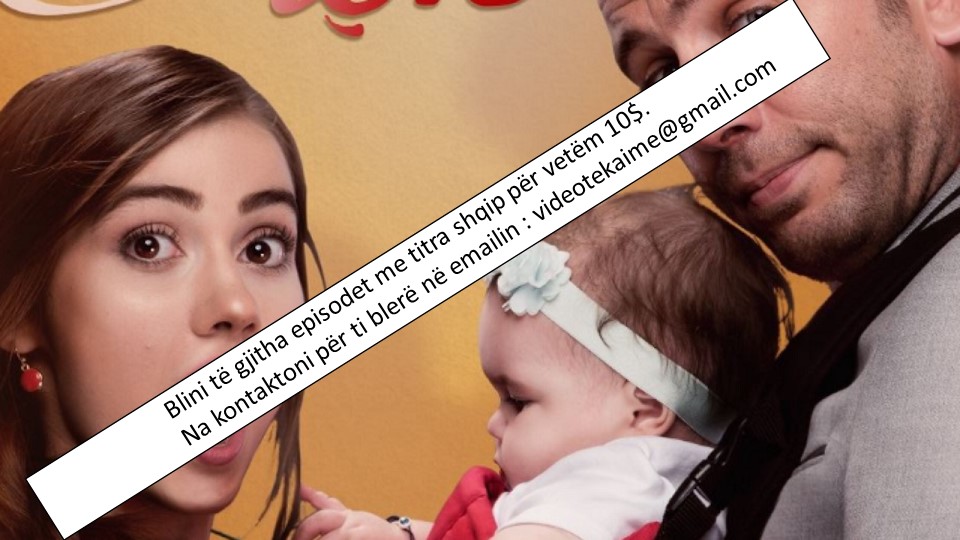 Blini të gjitha episodet me titra shqip për vetëm 10$.
Na kontaktoni për ti blerë në emailin : videotekaime@gmail.com